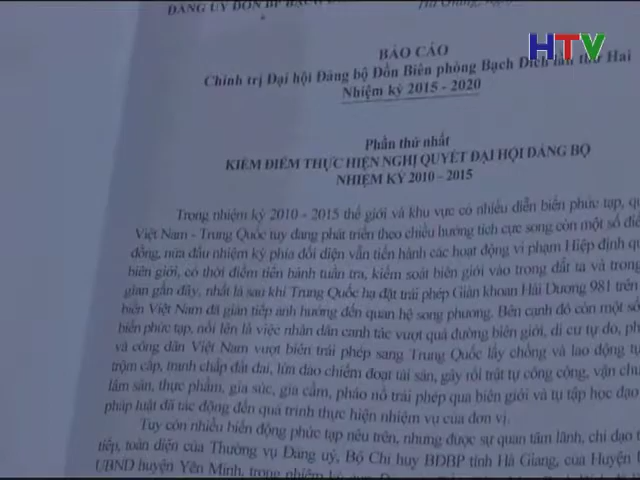 ĐẢNG ỦY ĐỒN BP BẠCH
HTV
BÁO CÁO
Chính trị Đại hội Đảng bộ Đồn Biên phòng Bạch Đích lần thứ Hai
Nhiệm kỳ 2015 - 2020
Phần thứ nhất
KIỂM ĐIỂM THỰC HIỆN NGHỊ QUYẾT ĐẠI HỘI ĐẢNG BỘ
NHIỆM KỲ 2010 - 2015
Trong nhiệm kỳ 2010 - 2015 thế giới và khu vực có nhiều diễn biến phức tạp, qu
Việt Nam - Trung Quốc tuy đang phát triển theo chiều hướng tích cực song còn một số điể
đồng, nửa đầu nhiệm kỳ phía đối diện vẫn tiến hành các hoạt động vi phạm Hiệp định qu
biên giới, có thời điểm tiến hành tuần tra, kiểm soát biên giới vào trong đất ta và trong
gian gần đây, nhất là sau khi Trung Quốc hạ đặt trái phép Giàn khoan Hải Dương 981 trên
biển Việt Nam đã gián tiếp ảnh hưởng đến quan hệ song phương. Bên cạnh đó còn một số
biến phức tạp, nổi lên là việc nhân dân canh tác vượt quá đường biên giới, di cư tự do, ph
và công dân Việt Nam vượt biên trái phép sang Trung Quốc lấy chồng và lao động tự
trộm cắp, tranh chấp đất đai, lừa đảo chiếm đoạt tài sản, gây rối trật tự công cộng, vận chu
lâm sản, thực phẩm, gia súc, gia cầm, pháo nổ trái phép qua biên giới và tụ tập học đạo
pháp luật đã tác động đến quá trình thực hiện nhiệm vụ của đơn vị.
Tuy có nhiều biến động phức tạp nêu trên, nhưng được sự quan tâm lãnh, chỉ đạo t
tiếp, toàn diện của Thường vụ Đảng uỷ, Bộ Chỉ huy BĐBP tỉnh Hà Giang, của Huyện
UBND huyện Yên Minh, trong nhiệm kỳ